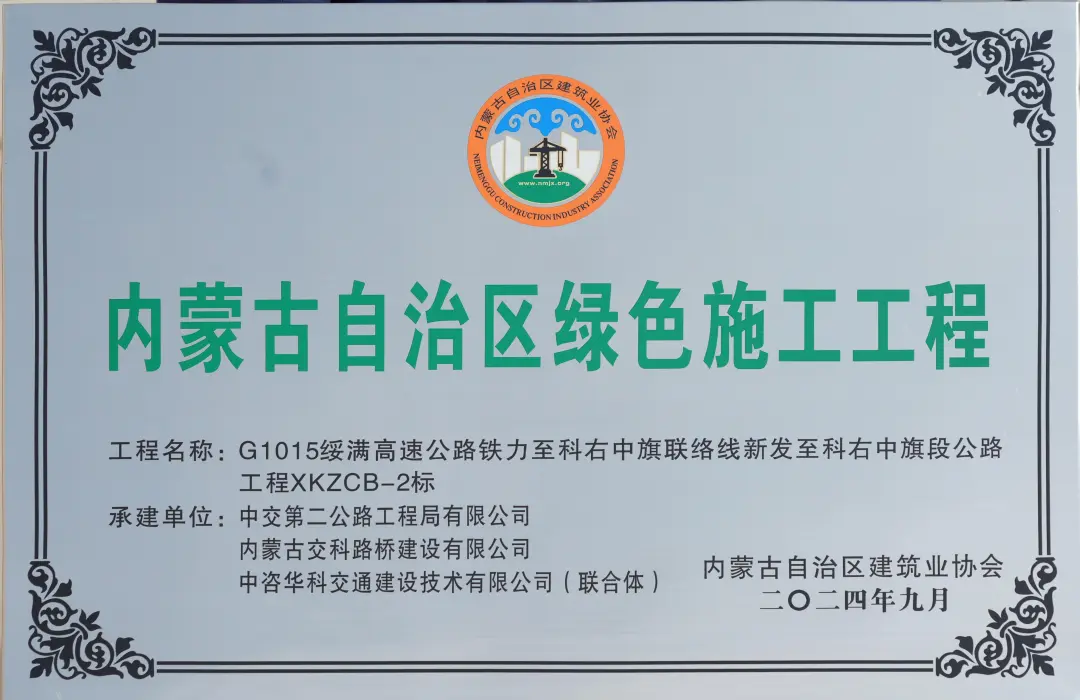 内蒙古自治区建筑业协会
www.nmjx.org
NEIMENGGU CONSTRUCTION INDUSTRY ASSOCIATION
内蒙古自治区绿色施工工程
工程名称：G1015绥满高速公路铁力至科右中旗联络线新发至科右中旗段公路
工程XKZCB-2标
承建单位：中交第二公路工程局有限公司
内蒙古交科路桥建设有限公司
中咨华科交通建设技术有限公司（联合体）
内蒙古自治区建筑业协会
二〇二四年九月